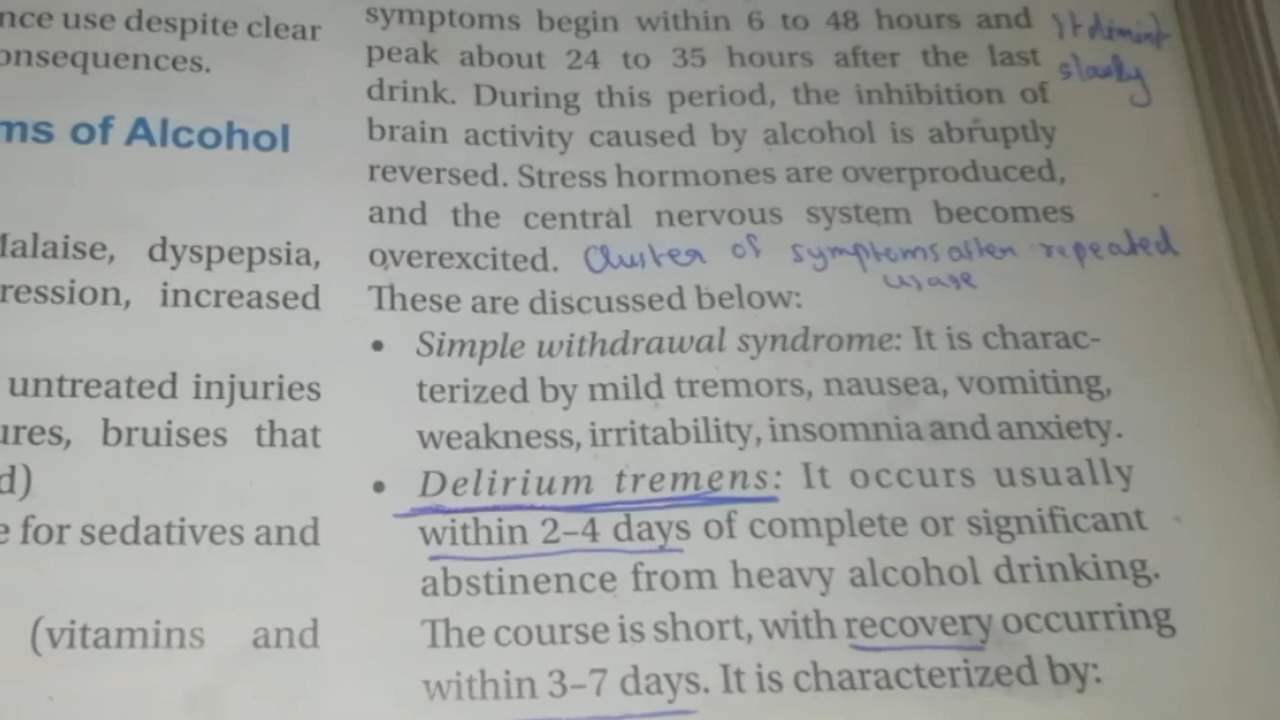 nce use despite clear
onsequences.
ms of Alcohol
alaise, dyspepsia,
ression, increased
untreated injuries
ures, bruises that
d)
e for sedatives and
(vitamins and
symptoms begin within 6 to 48 hours and
peak about 24 to 35 hours after the last
drink. During this period, the inhibition of
brain activity caused by alcohol is abruptly
reversed. Stress hormones are overproduced,
and the central nervous system becomes
overexcited. Cluster of symptoms after repeated
usage
These are discussed below:
• Simple withdrawal syndrome: It is charac-
terized by mild tremors, nausea, vomiting,
weakness, irritability, insomnia and anxiety.
• Delirium tremens: It occurs usually
within 2–4 days of complete or significant
abstinence from heavy alcohol drinking.
The course is short, with recovery occurring
within 3–7 days. It is characterized by:
It
slowly